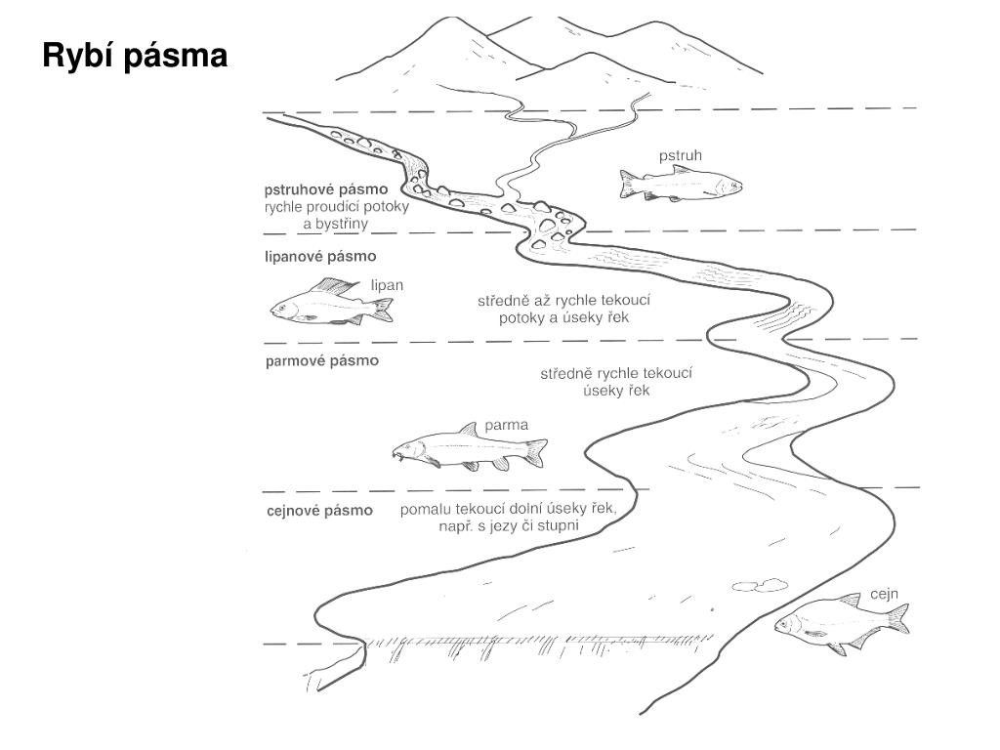 Rybí pásma
pstruh
pstruhové pásmo
rychle proudící potoky
a bystřiny
lipanové pásmo
lipan
středně až rychle tekoucí
potoky a úseky řek
parmové pásmo
středně rychle tekoucí
úseky řek
parma
cejnové pásmo
pomalu tekoucí dolní úseky řek,
např. s jezy či stupni
cejn